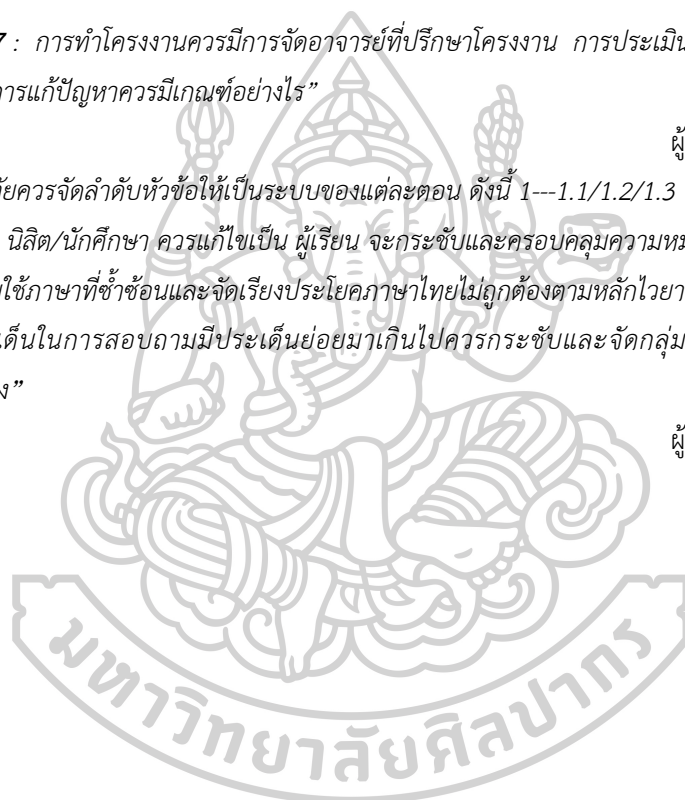 7 : การทำโครงงานควรมีการจัดอาจารย์ที่ปรึกษาโครงงาน การประเมิน
การแก้ปัญหาควรมีเกณฑ์อย่างไร”
ผู้
ัยควรจัดลำดับหัวข้อให้เป็นระบบของแต่ละตอน ดังนี้ 1---1.1/1.2/1.3
นิสิต/นักศึกษา ควรแก้ไขเป็น ผู้เรียน จะกระชับและครอบคลุมความหม
ใช้ภาษาที่ซ้ำซ้อนและจัดเรียงประโยคภาษาไทยไม่ถูกต้องตามหลักไวยา
เด็นในการสอบถามมีประเด็นย่อยมาเกินไปควรกระชับและจัดกลุ่ม
ง”
ผู้
มหาวิทยาลัยศิลปากร